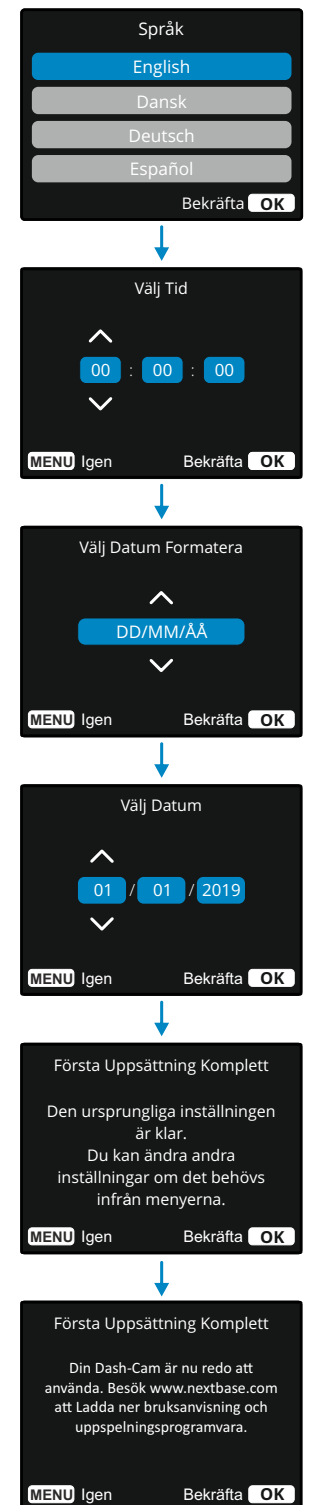 Språk
English
Dansk
Deutsch
Español
Bekräfta OK
Välj Tid
00 : 00 : 00
MENU Igen Bekräfta OK
Välj Datum Formatera
DD/MM/ÅÅ
MENU Igen Bekräfta OK
Välj Datum
01 / 01 / 2019
MENU Igen Bekräfta OK
Första Uppsättning Komplett
Den ursprungliga inställningen
är klar.
Du kan ändra andra
inställningar om det behövs
infrån menyerna.
MENU Igen Bekräfta OK
Första Uppsättning Komplett
Din Dash-Cam är nu redo att
använda. Besök www.nextbase.com
att Ladda ner bruksanvisning och
uppspelningsprogramvara.
MENU Igen Bekräfta OK